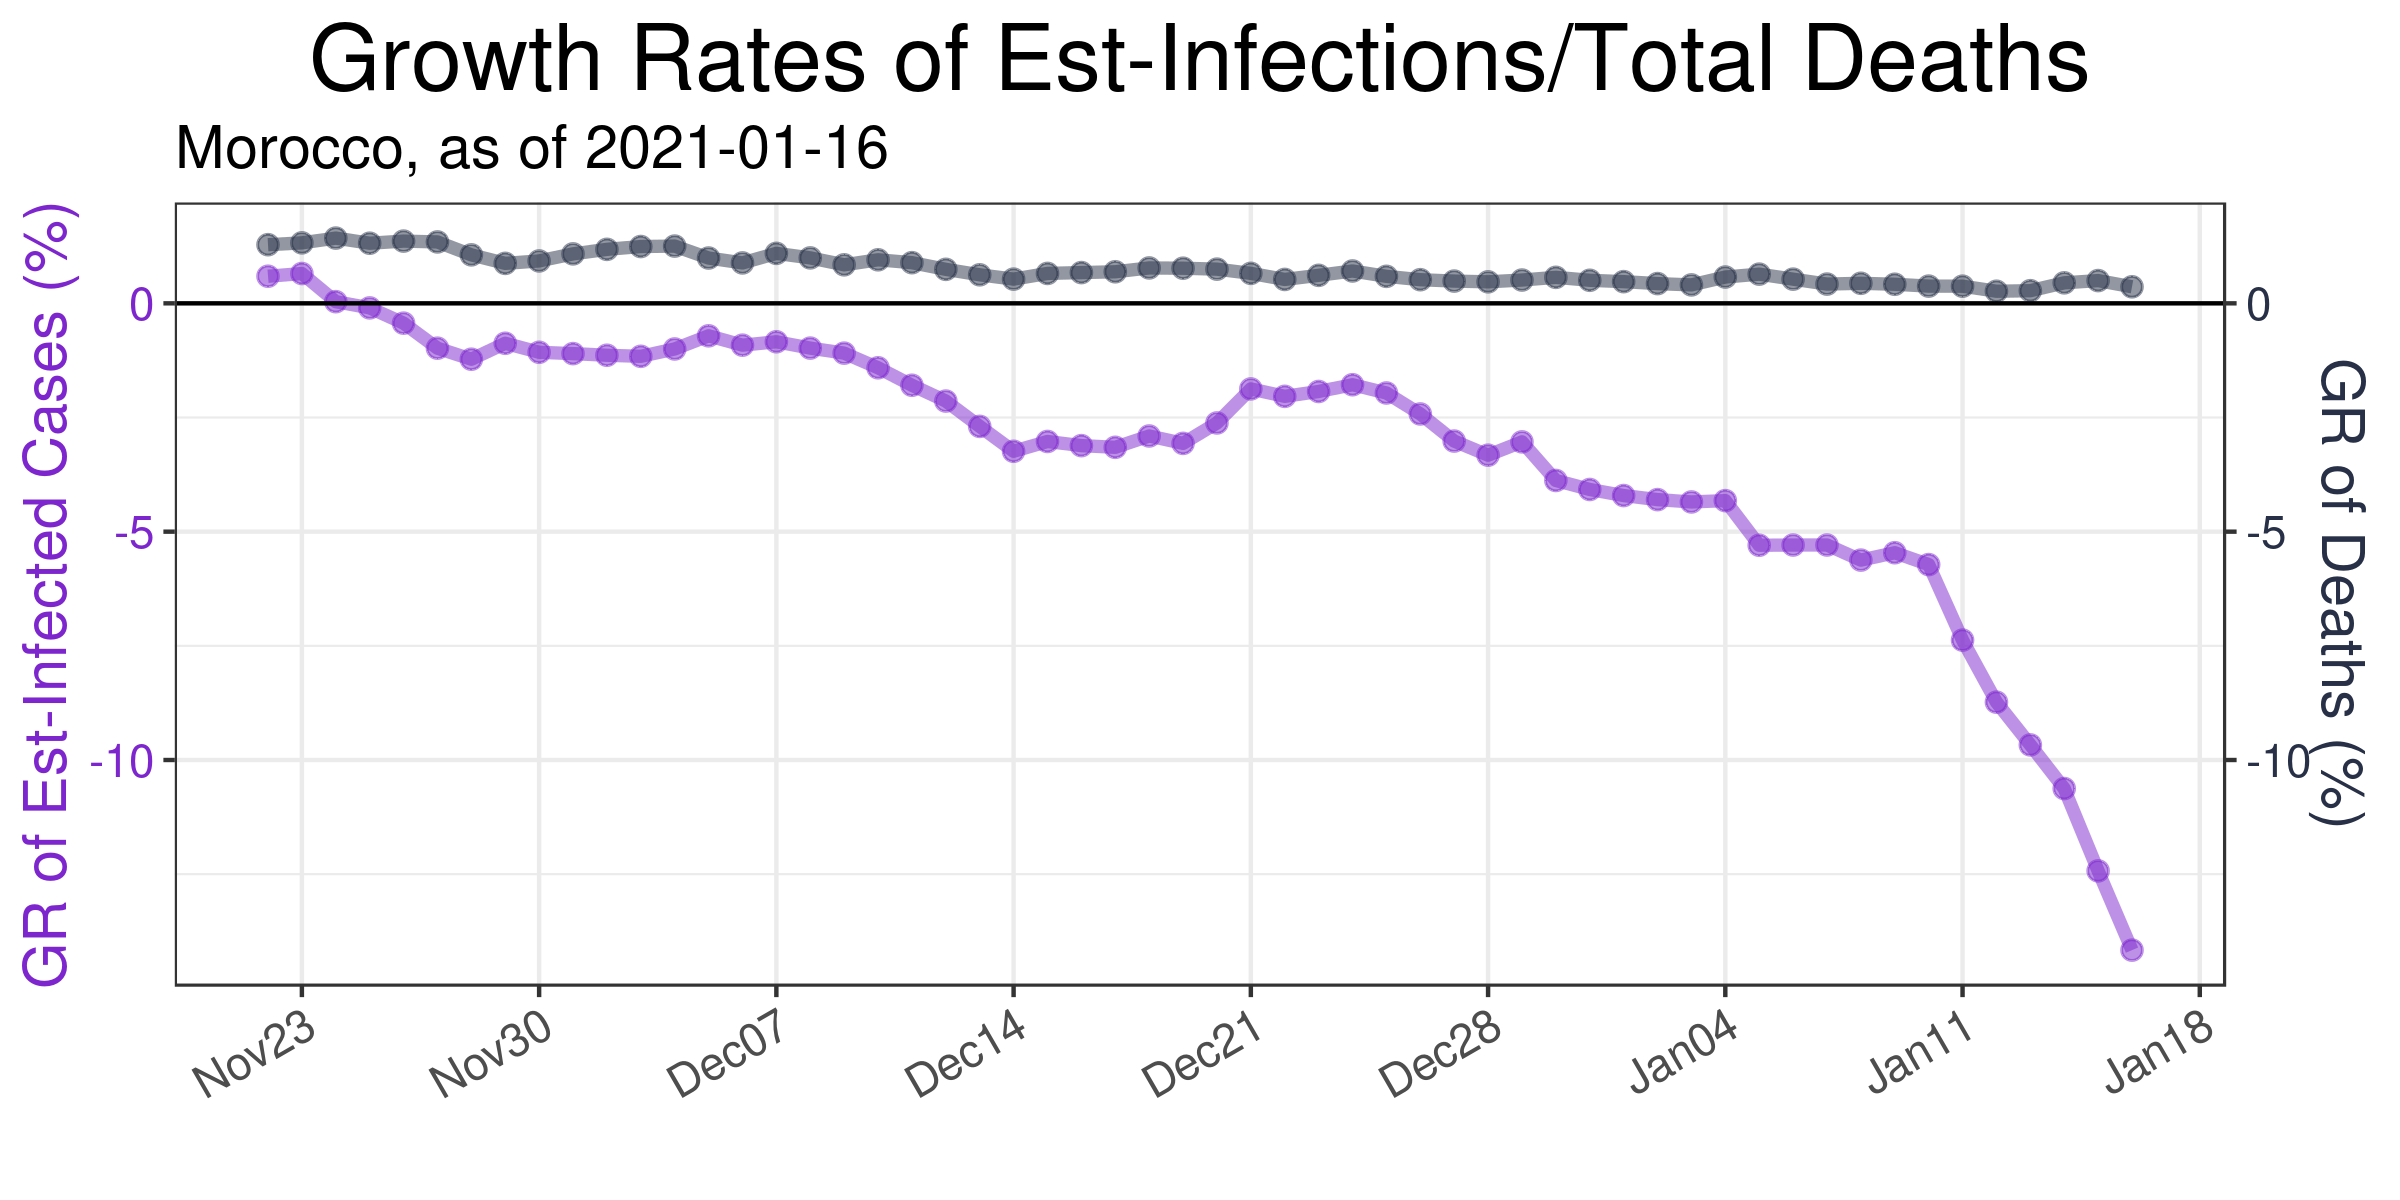 Growth Rates of Est-Infections/Total Deaths
Morocco, as of 2021-01-16
GR of Est-Infected Cases (%)
0
-5
-10
0
-5
-10
GR of Deaths (%)
Nov23
Nov30
Dec07
Dec14
Dec21
Dec28
Jan04
Jan11
Jan18